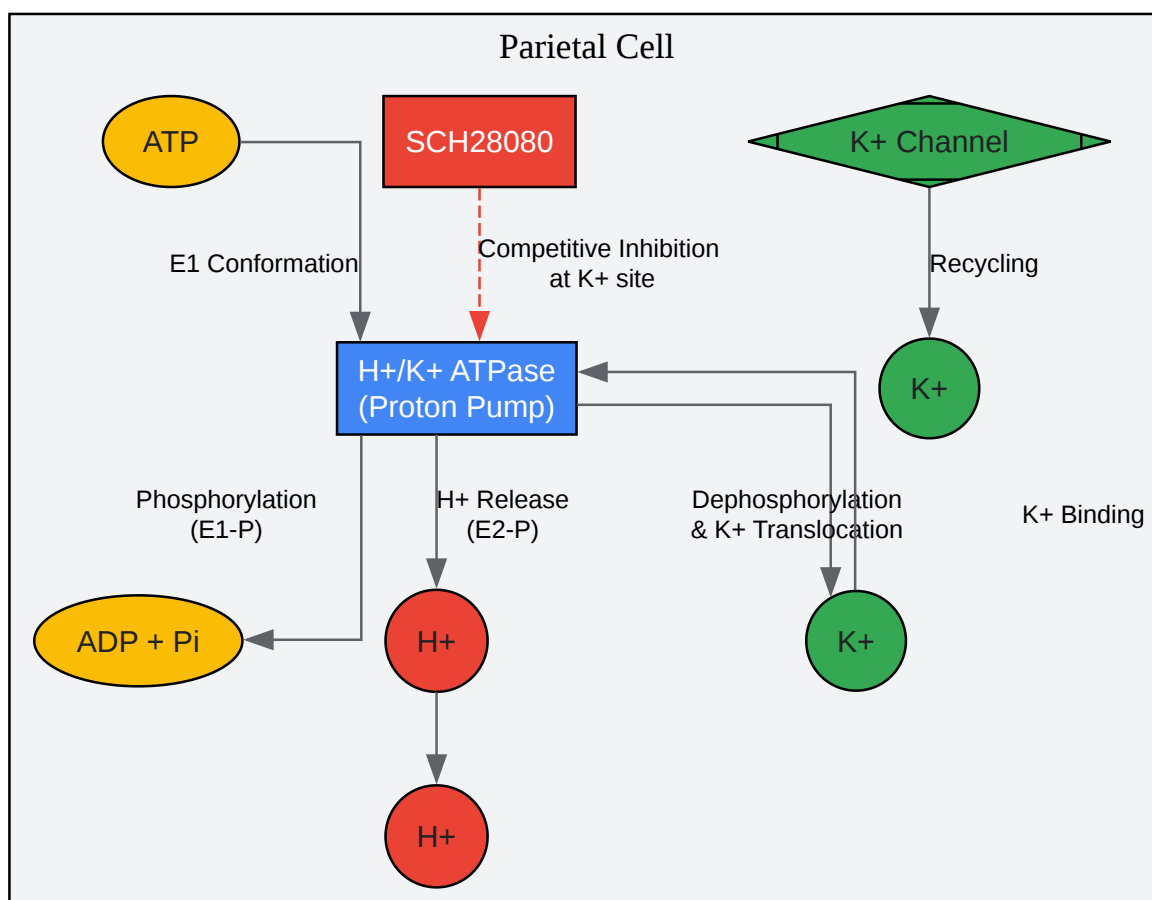 Parietal Cell
ATP
SCH28080
K+ Channel
E1 Conformation
Competitive Inhibition
at K+ site
Recycling
H+/K+ ATPase
(Proton Pump)
K+
Phosphorylation
(E1-P)
H+ Release
(E2-P)
Dephosphorylation
& K+ Translocation
K+ Binding
ADP + Pi
H+
K+
H+